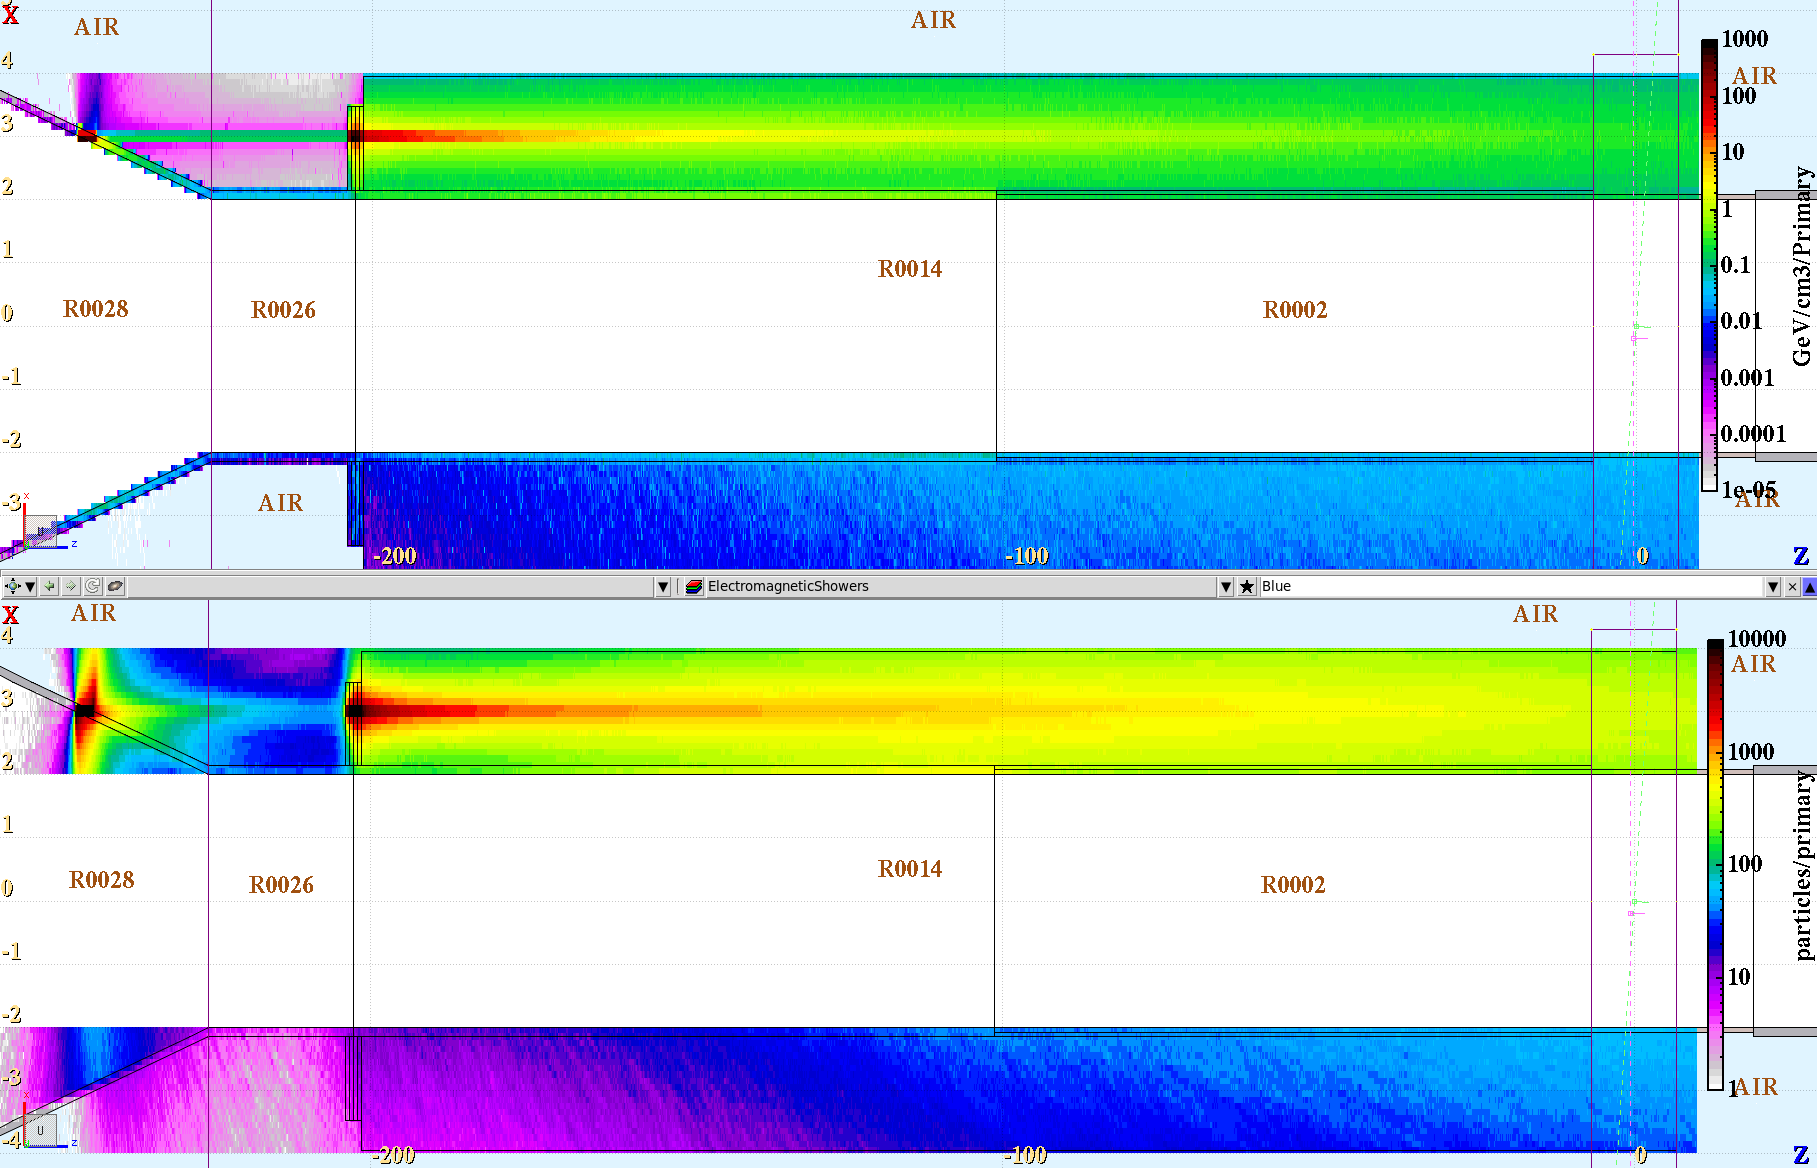 X AIR AIR
4 1000
AIR
100
3 10
2 1
1 R0014 0.1
0 R0028 R0026 R0002 0.01
-1 0.001
-2 0.0001
-3 AIR 1e-05 AIR
x
U
z -200 -100 0 Z
GeV/cm3/Primary
ElectromagneticShowers Blue
X AIR AIR
4 10000
AIR
3
2 1000
1
R0014 100
0 R0028 R0026 R0002
-1 10
-2
-3 1 AIR
x
U
-4 z -200 -100 0 Z
particles/primary